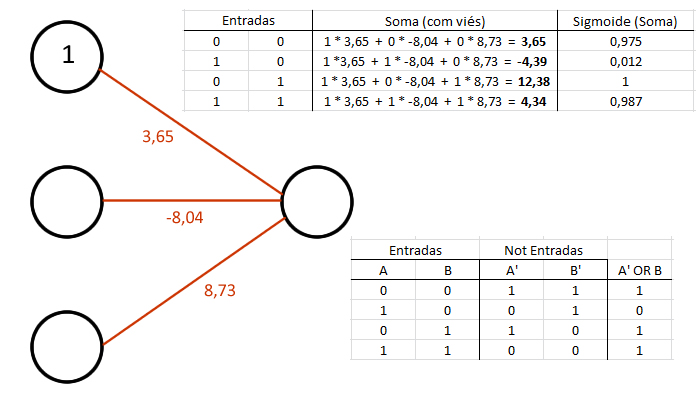 1
3,65
-8,04
8,73
Entradas Soma (com viés) Sigmoide (Soma)
0 0 1 * 3,65 + 0 * -8,04 + 0 * 8,73 = 3,65 0,975
1 0 1 *3,65 + 1 * -8,04 + 0 * 8,73 = -4,39 0,012
0 1 1 * 3,65 + 0 * -8,04 + 1 * 8,73 = 12,38 1
1 1 1 * 3,65 + 1 * -8,04 + 1 * 8,73 = 4,34 0,987
Entradas Not Entradas
A B A' B' A' OR B
0 0 1 1 1
1 0 0 1 0
0 1 1 0 1
1 1 0 0 1